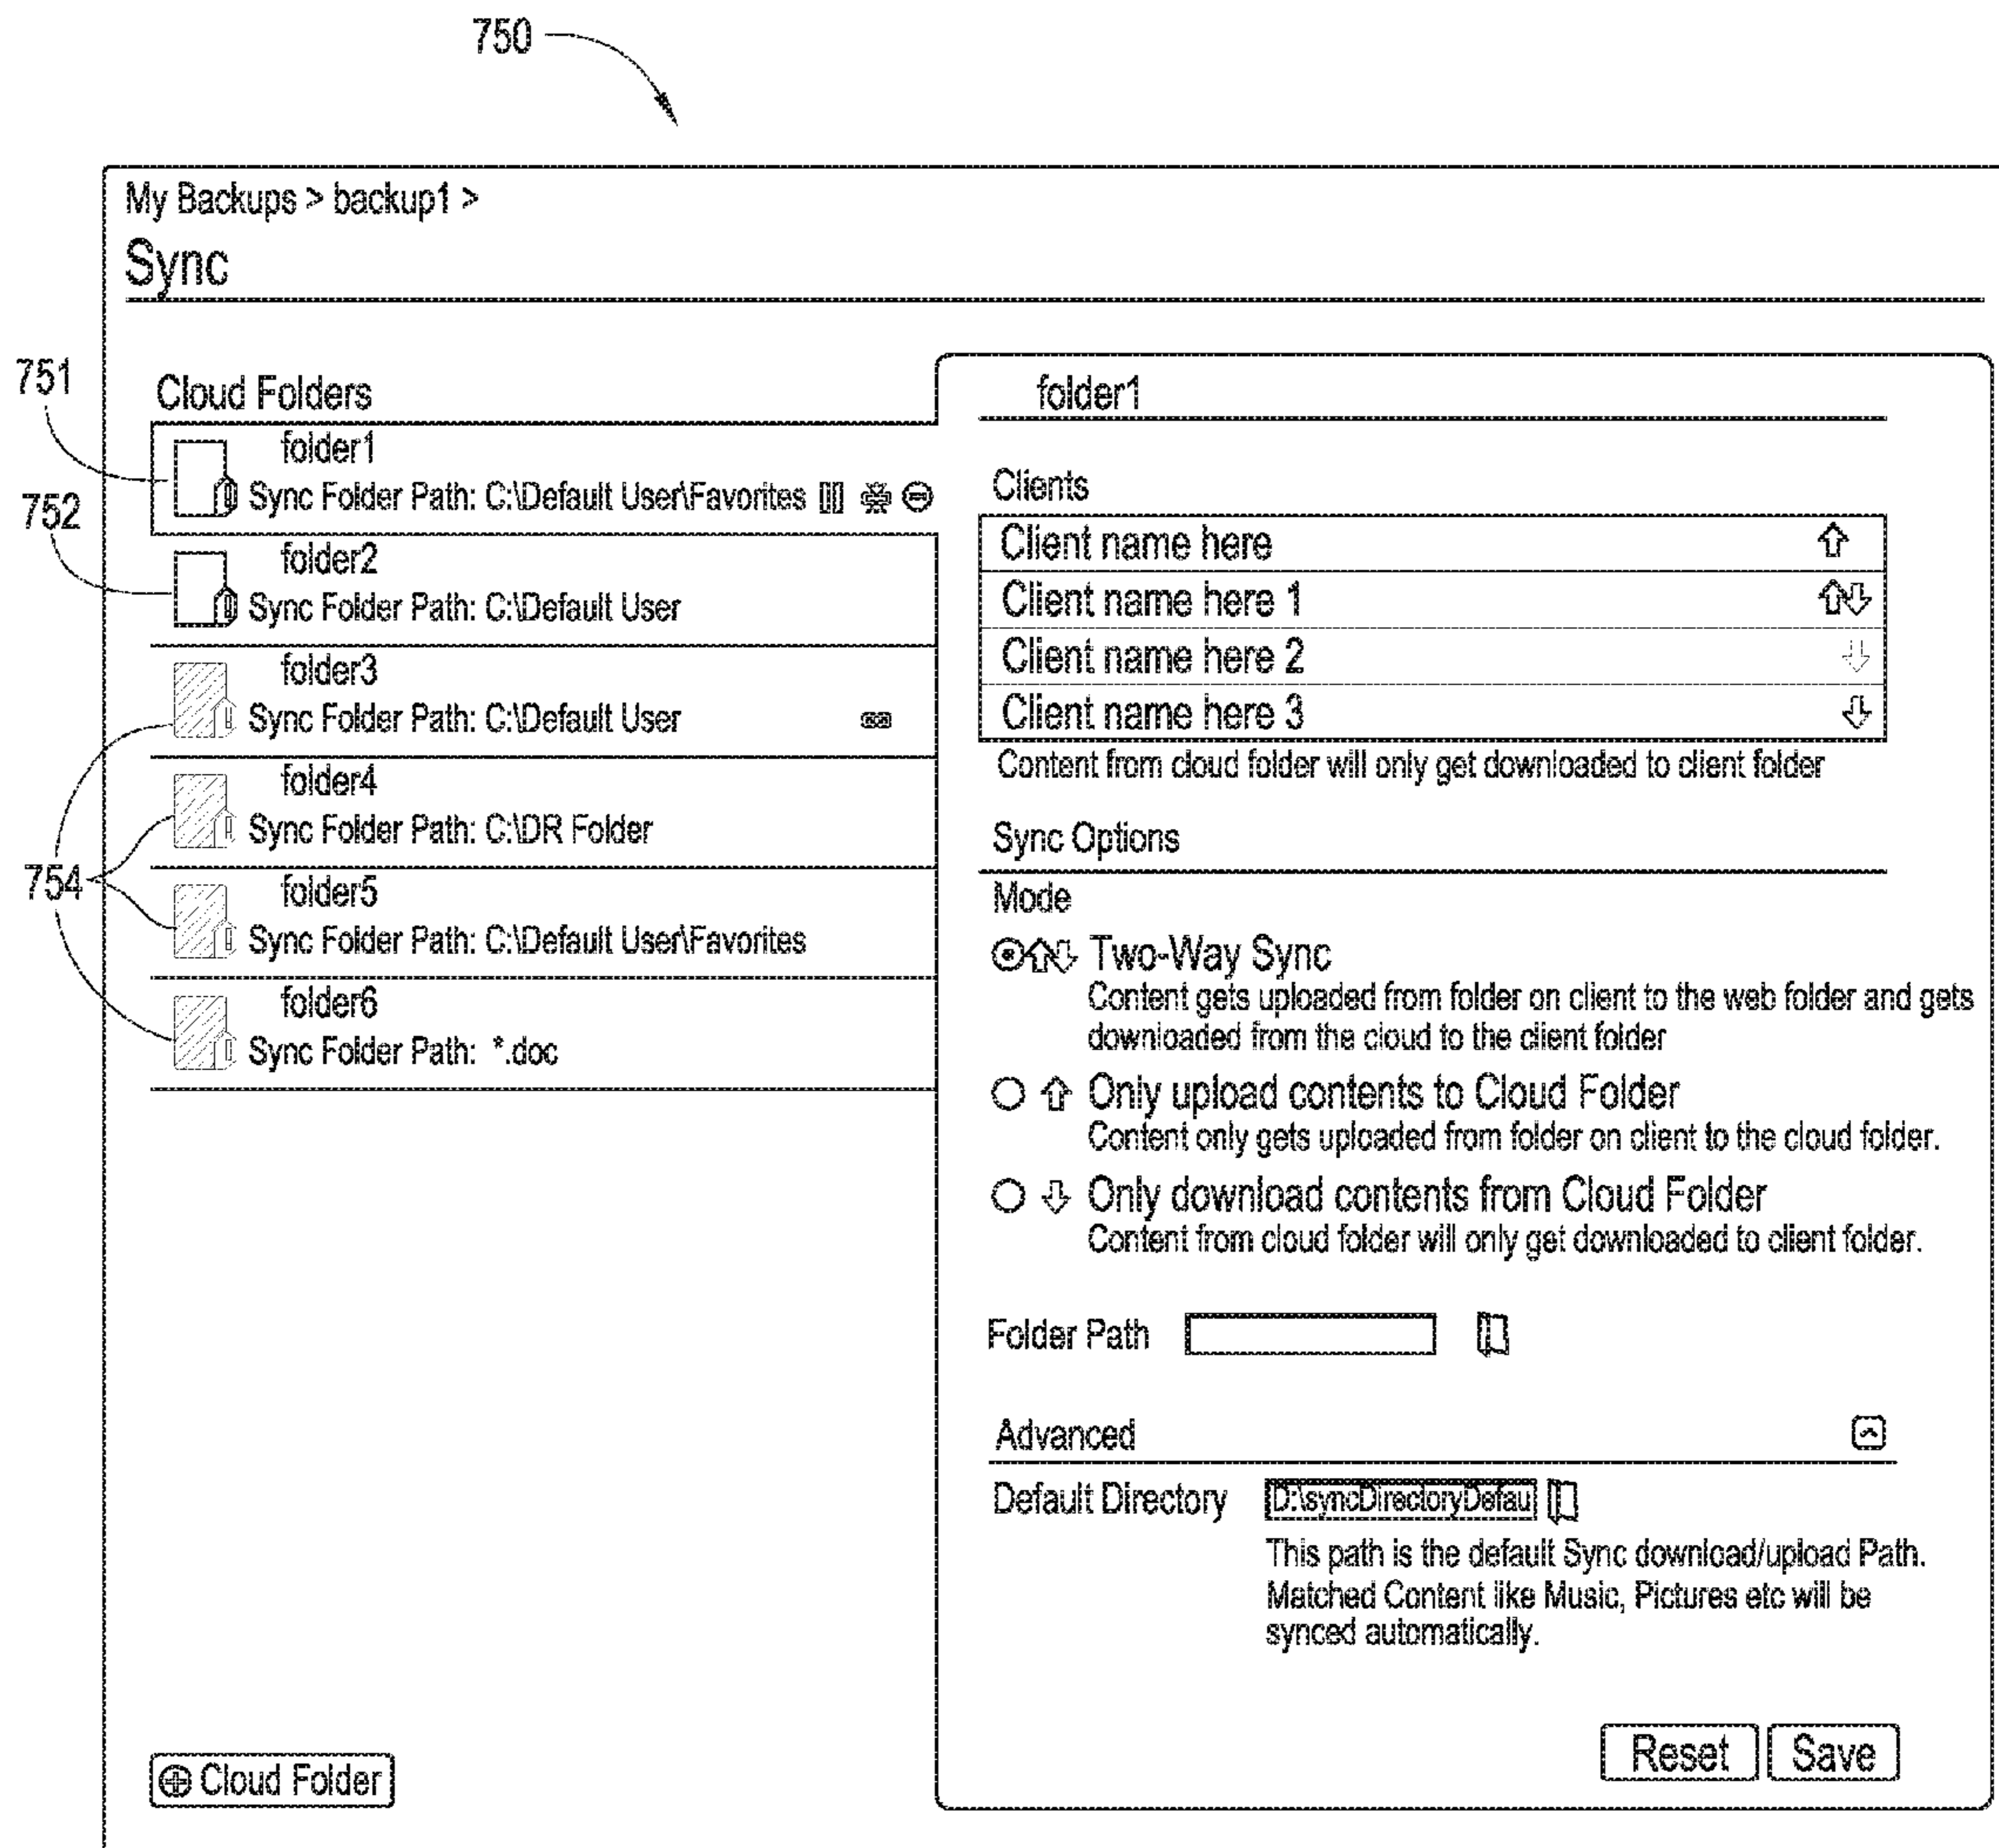 750
My Backups > backup1 >
Sync
751
752
754
Cloud Folders
folder1
Sync Folder Path: C:\Default User\Favorites
folder2
Sync Folder Path: C:\Default User
folder3
Sync Folder Path: C:\Default User
folder4
Sync Folder Path: C:\DR Folder
folder5
Sync Folder Path: C:\Default User\Favorites
folder6
Sync Folder Path: *.doc
Cloud Folder
folder1
Clients
Client name here
Client name here 1
Client name here 2
Client name here 3
Content from cloud folder will only get downloaded to client folder
Sync Options
Mode
Two-Way Sync
Content gets uploaded from folder on client to the web folder and gets
downloaded from the cloud to the client folder
Only upload contents to Cloud Folder
Content only gets uploaded from folder on client to the cloud folder.
Only download contents from Cloud Folder
Content from cloud folder will only get downloaded to client folder.
Folder Path
Advanced
Default Directory D:\syncDirectoryDefau
This path is the default Sync download/upload Path.
Matched Content like Music, Pictures etc will be
synced automatically.
Reset Save